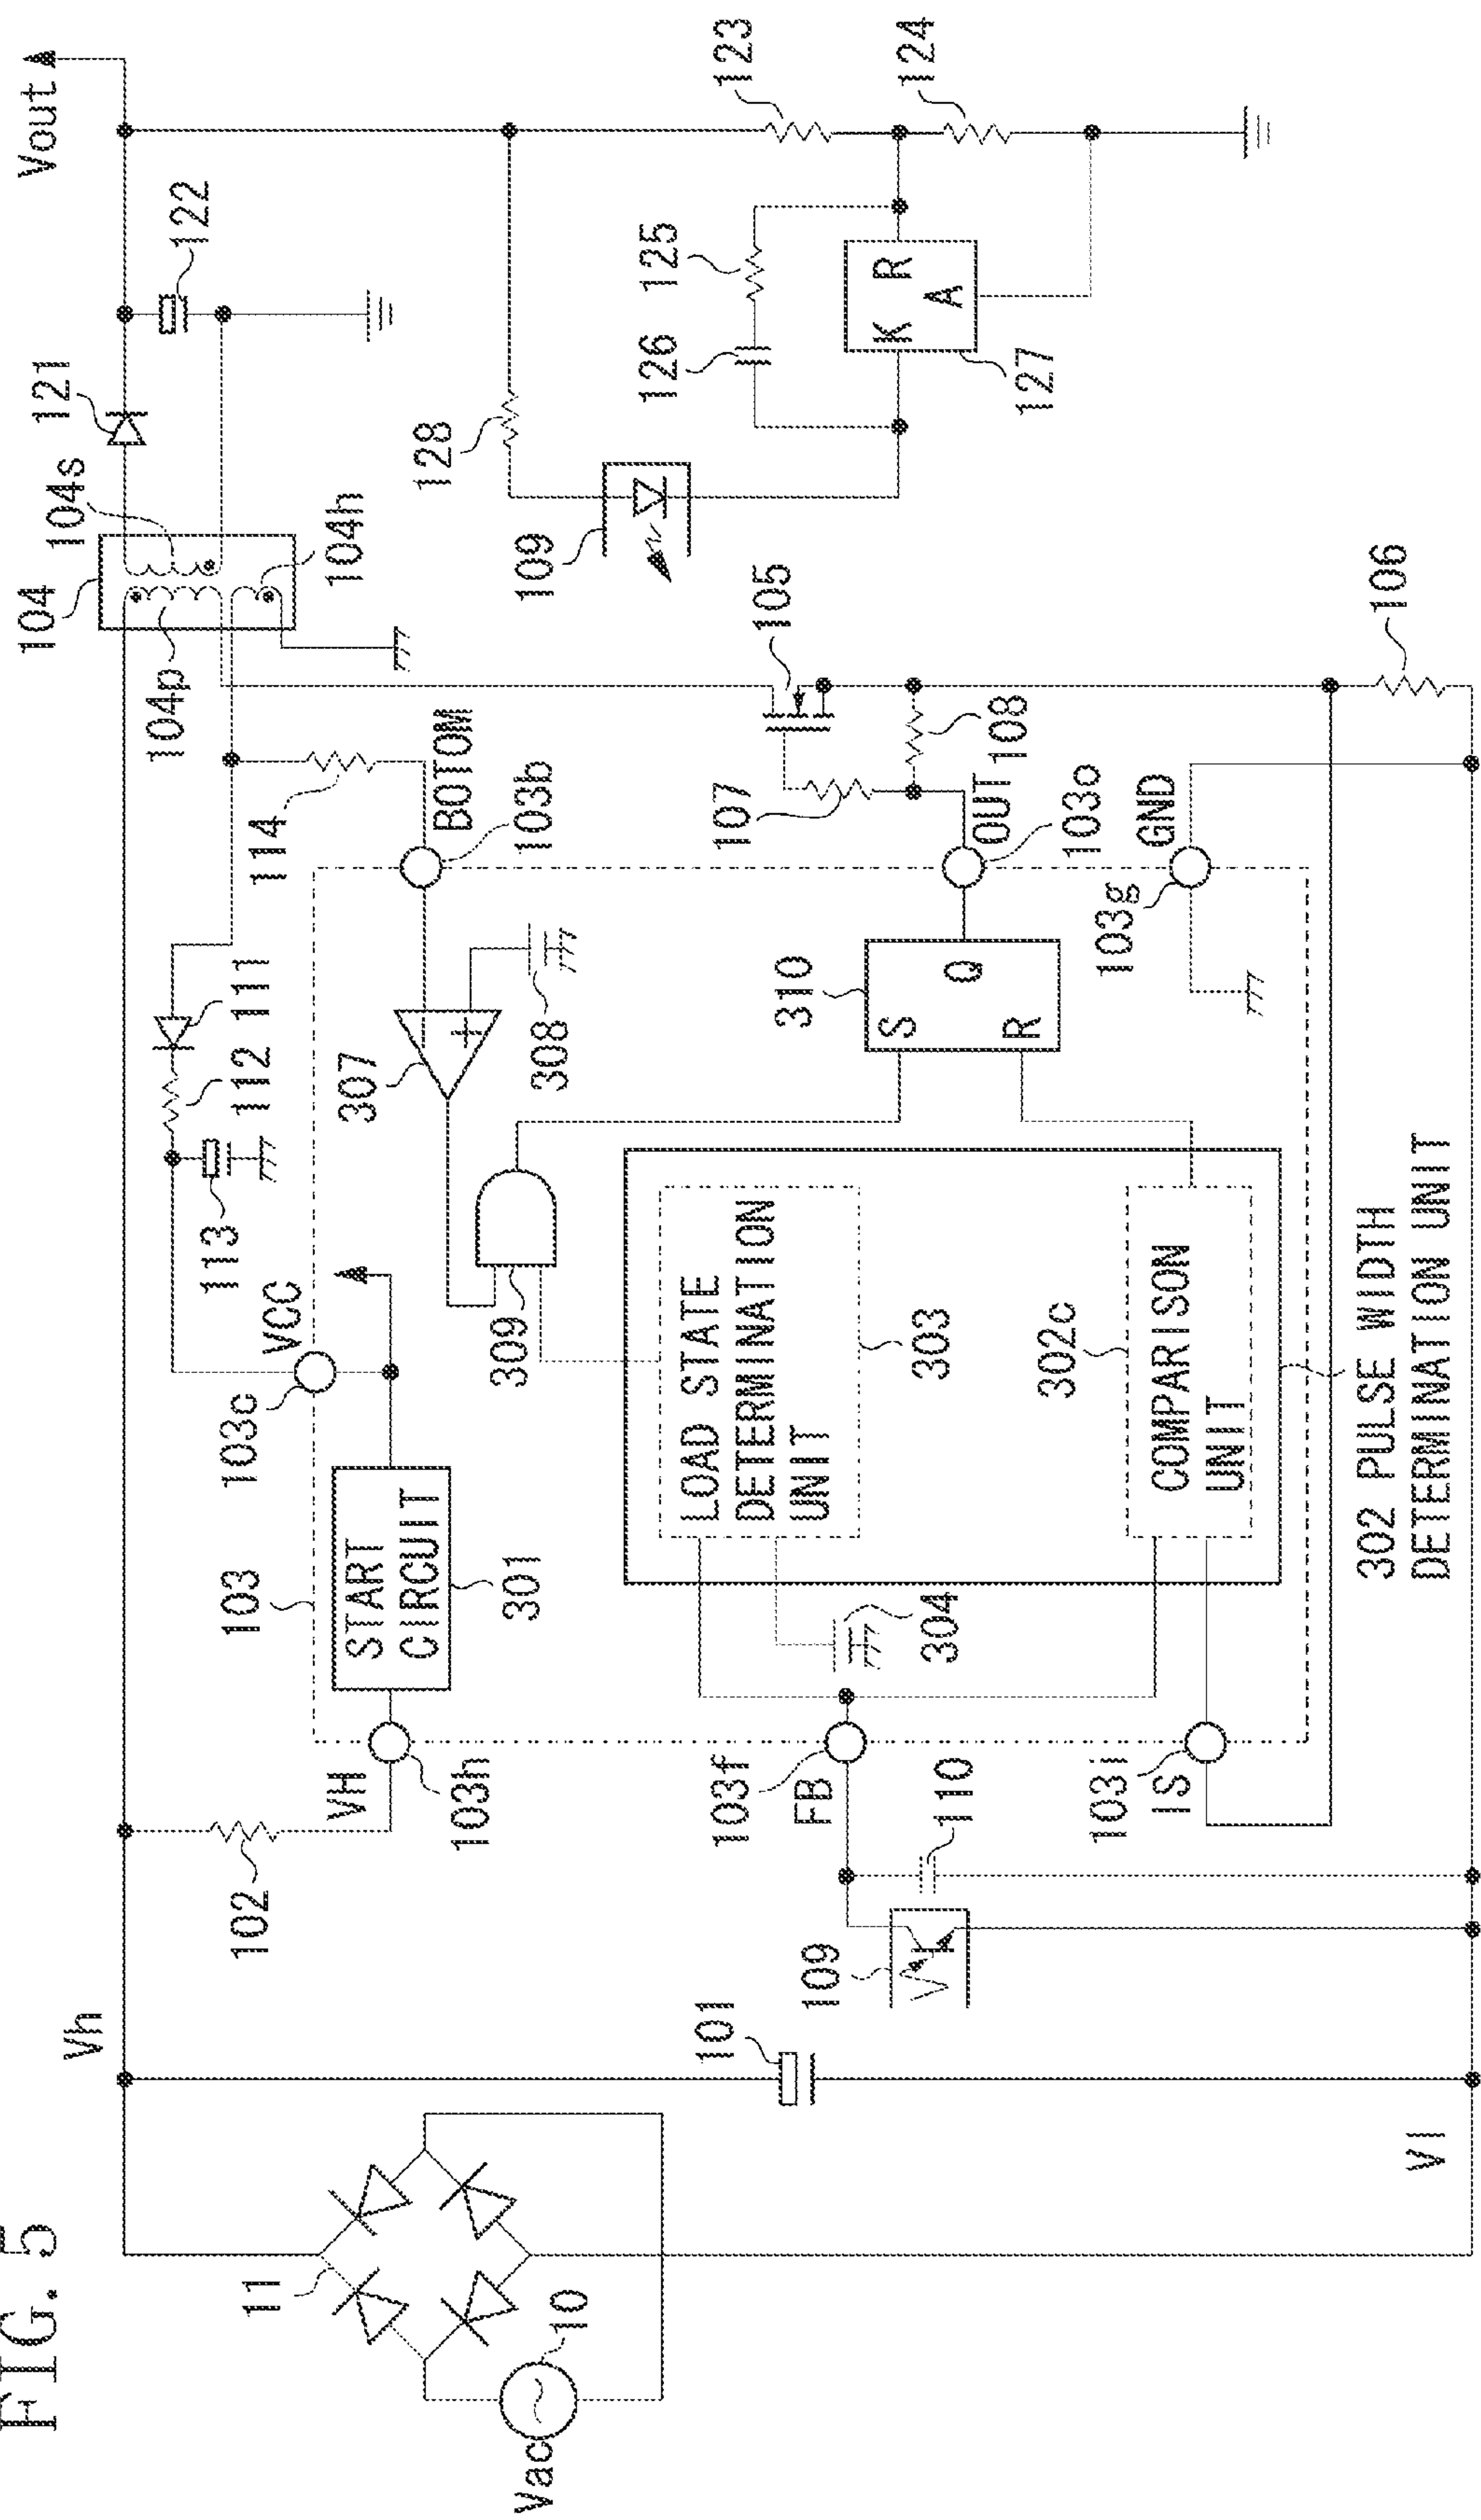 FIG. 5
Vac
10
11
Vh
Vl
101
102
VH
103h
103
START
CIRCUIT
301
103c
VCC
113
112
111
114
104
104p
104s
104h
121
122
Vout
BOTOM
103b
307
308
309
109
FB
103f
110
IS
103i
304
LOAD STATE
DETERMINATION
UNIT
303
302c
COMPARISON
UNIT
302 PULSE WIDTH
DETERMINATION UNIT
310
S
R
Q
OUT
103o
GND
103g
107
108
105
106
109
128
126
125
K
R
A
127
123
124